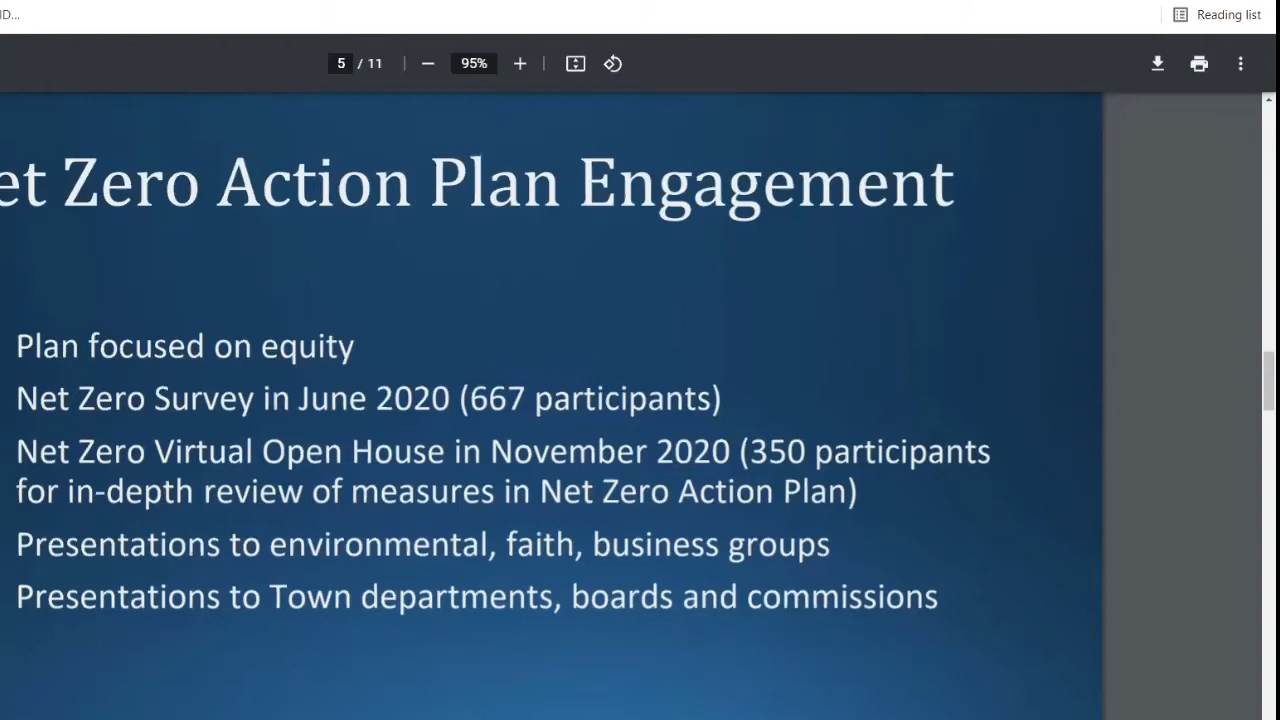 ID...
Reading list
5 / 11
95%
et Zero Action Plan Engagement
Plan focused on equity
Net Zero Survey in June 2020 (667 participants)
Net Zero Virtual Open House in November 2020 (350 participants
for in-depth review of measures in Net Zero Action Plan)
Presentations to environmental, faith, business groups
Presentations to Town departments, boards and commissions